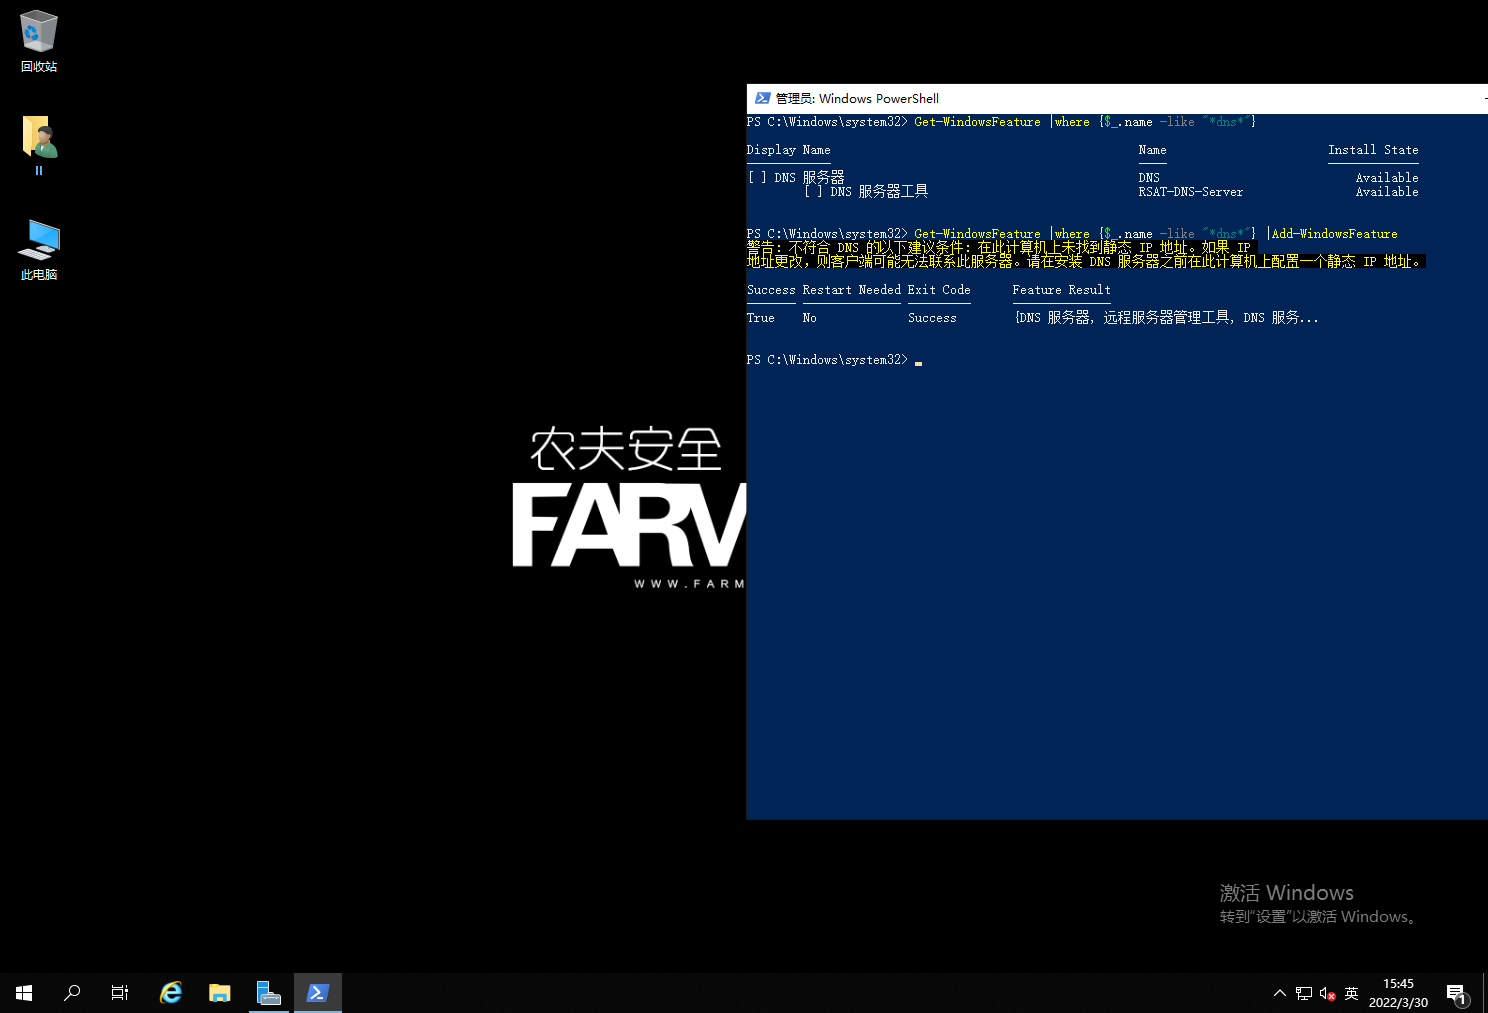 回收站
II
此电脑
管理员: Windows PowerShell
PS C:\Windows\system32> Get-WindowsFeature |where {$_.name -like "*dns*"}
Display Name Name Install State
[ ] DNS 服务器 DNS Available
[ ] DNS 服务器工具 RSAT-DNS-Server Available
PS C:\Windows\system32> Get-WindowsFeature |where {$_.name -like "*dns*"} |Add-WindowsFeature
警告: 不符合 DNS 的以下建议条件: 在此计算机上未找到静态 IP 地址。如果 IP
地址更改，则客户端可能无法联系此服务器。请在安装 DNS 服务器之前在此计算机上配置一个静态 IP 地址。
Success Restart Needed Exit Code Feature Result
True No Success {DNS 服务器, 远程服务器管理工具, DNS 服务...
PS C:\Windows\system32>
农夫安全
FARM
WWW.FARM
激活 Windows
转到"设置"以激活 Windows。
英
15:45
2022/3/30
1